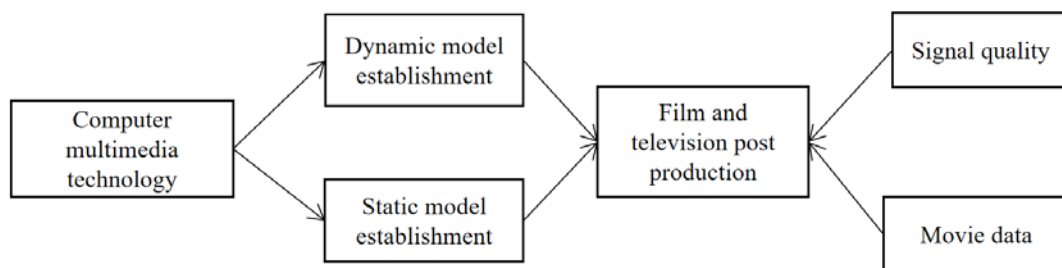 Computer
multimedia
technology
Dynamic model
establishment
Static model
establishment
Film and
television post
production
Signal quality
Movie data